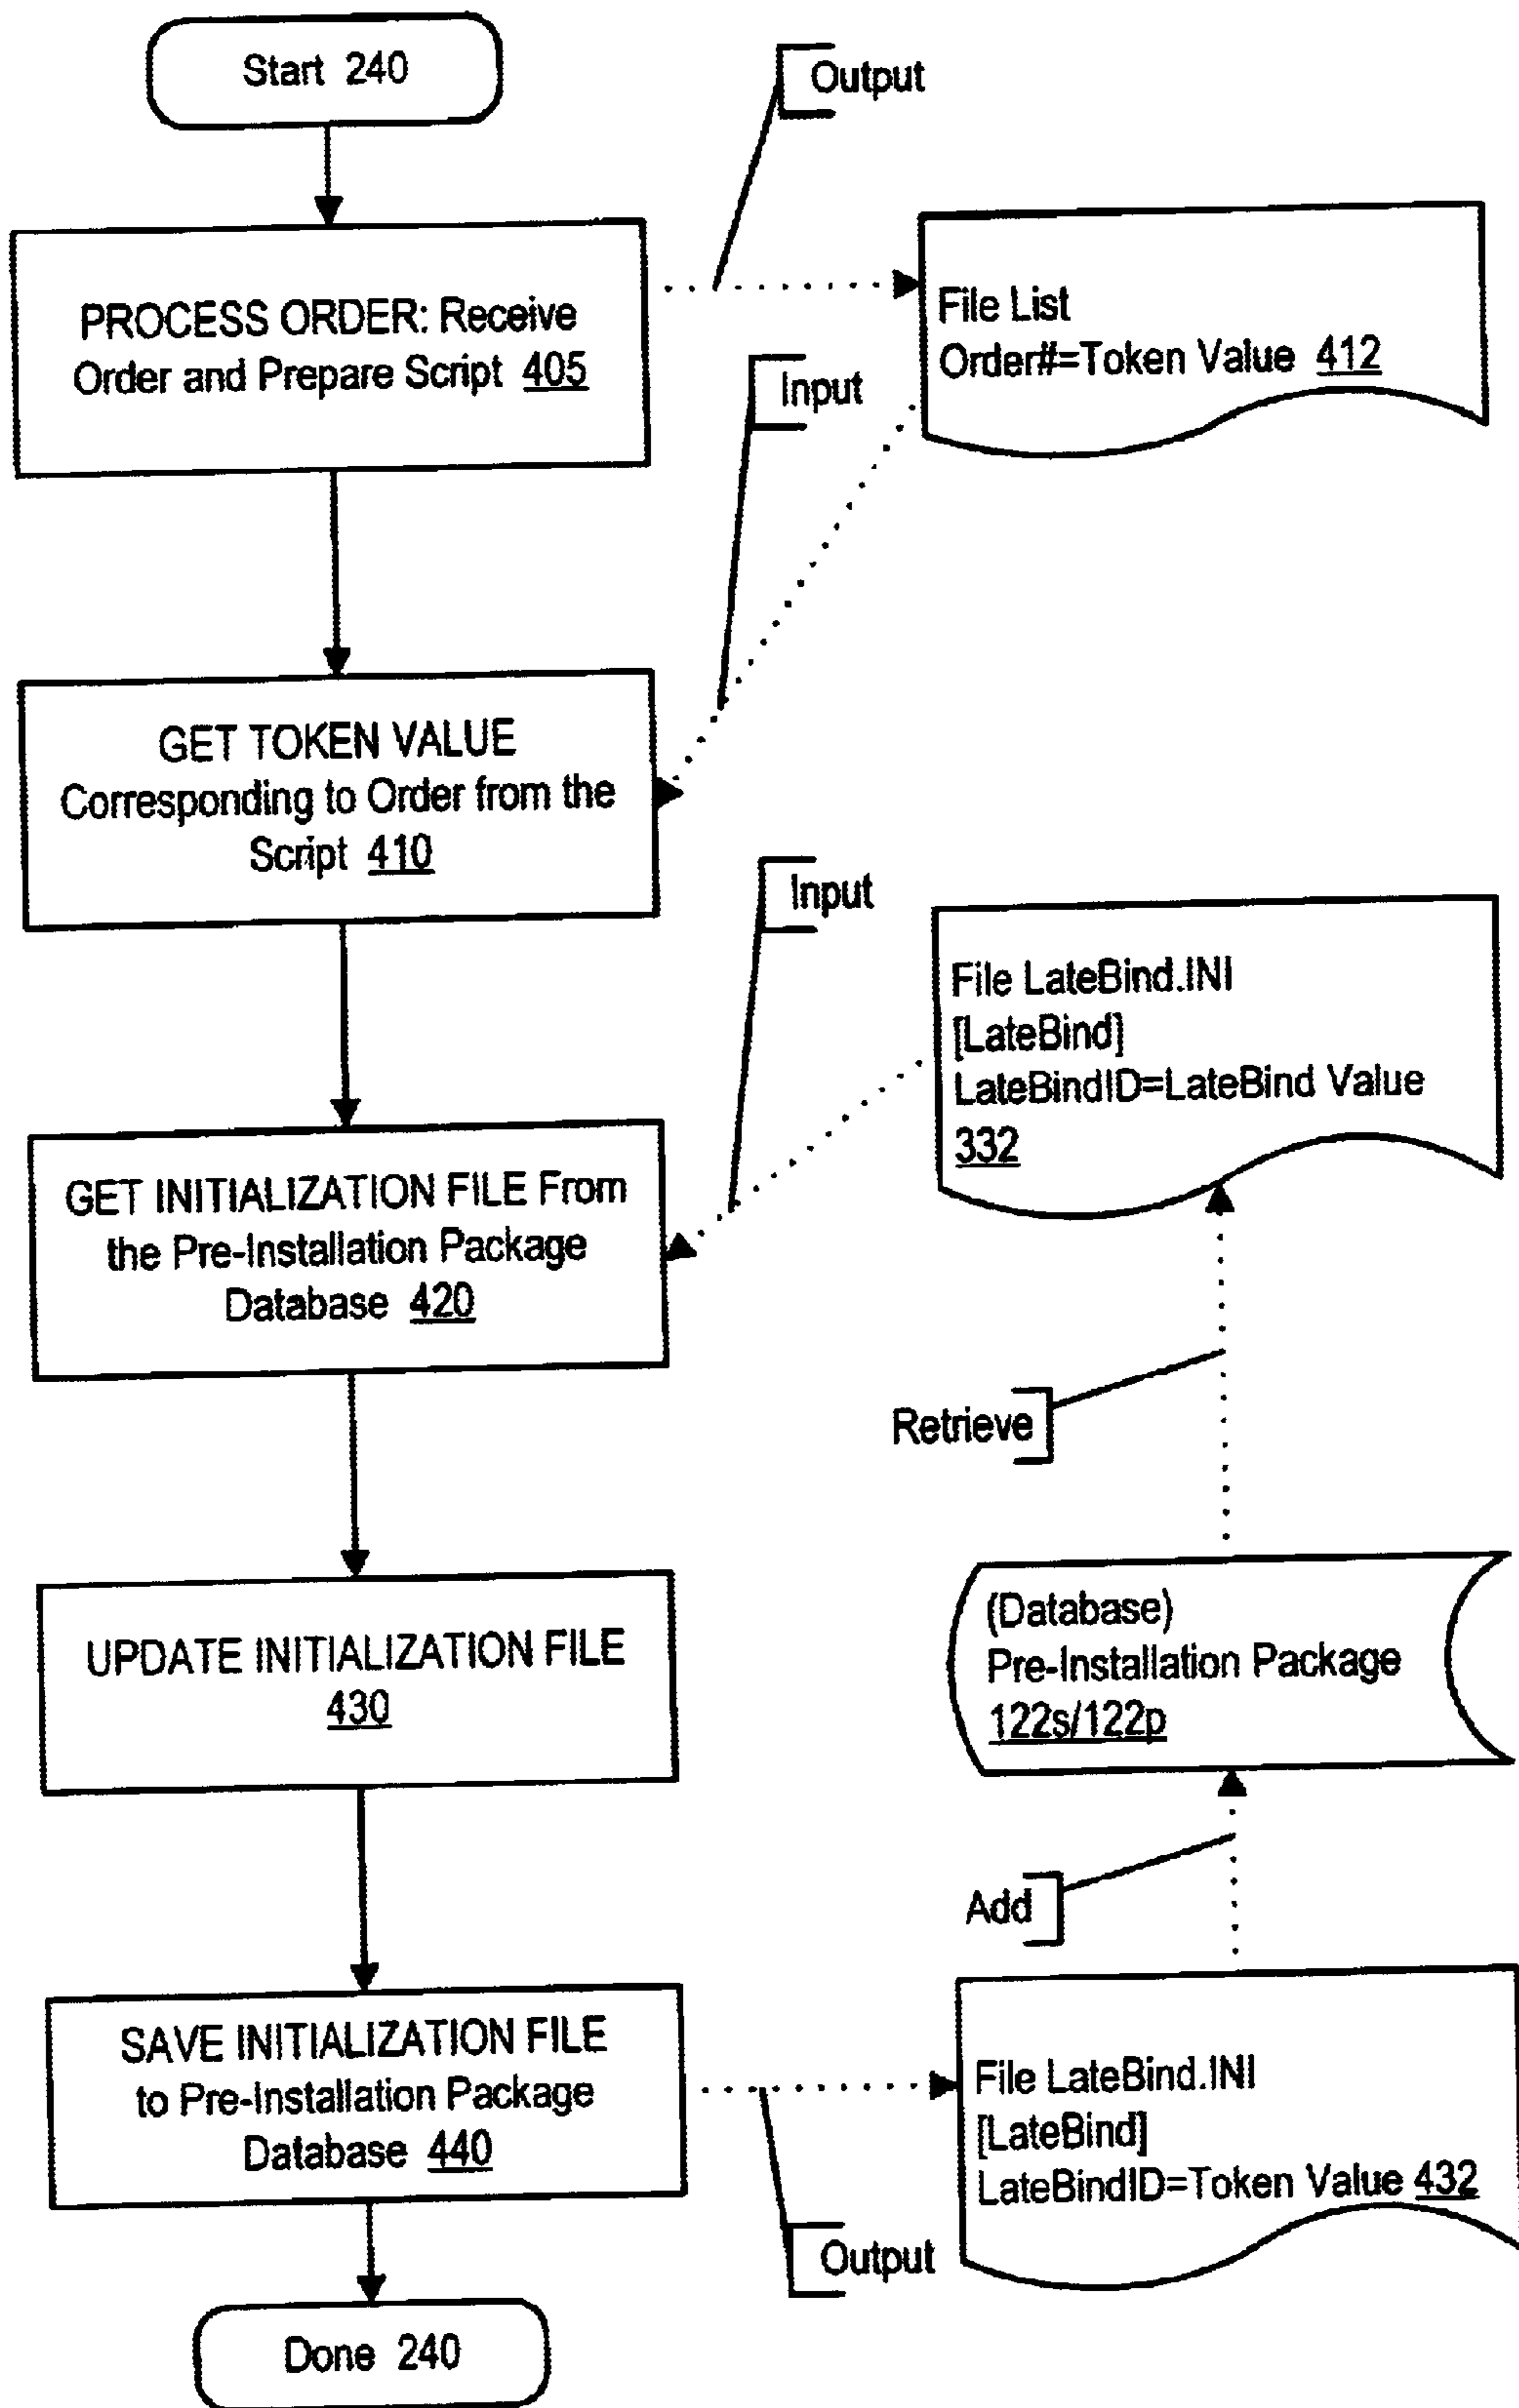 Start 240
Output
PROCESS ORDER: Receive
Order and Prepare Script 405
File List
Order#=Token Value 412
Input
GET TOKEN VALUE
Corresponding to Order from the
Script 410
Input
File LateBind.INI
[LateBind]
LateBindID=LateBind Value
332
GET INITIALIZATION FILE From
the Pre-Installation Package
Database 420
Retrieve
UPDATE INITIALIZATION FILE
430
(Database)
Pre-Installation Package
122s/122p
Add
SAVE INITIALIZATION FILE
to Pre-Installation Package
Database 440
File LateBind.INI
[LateBind]
LateBindID=Token Value 432
Output
Done 240